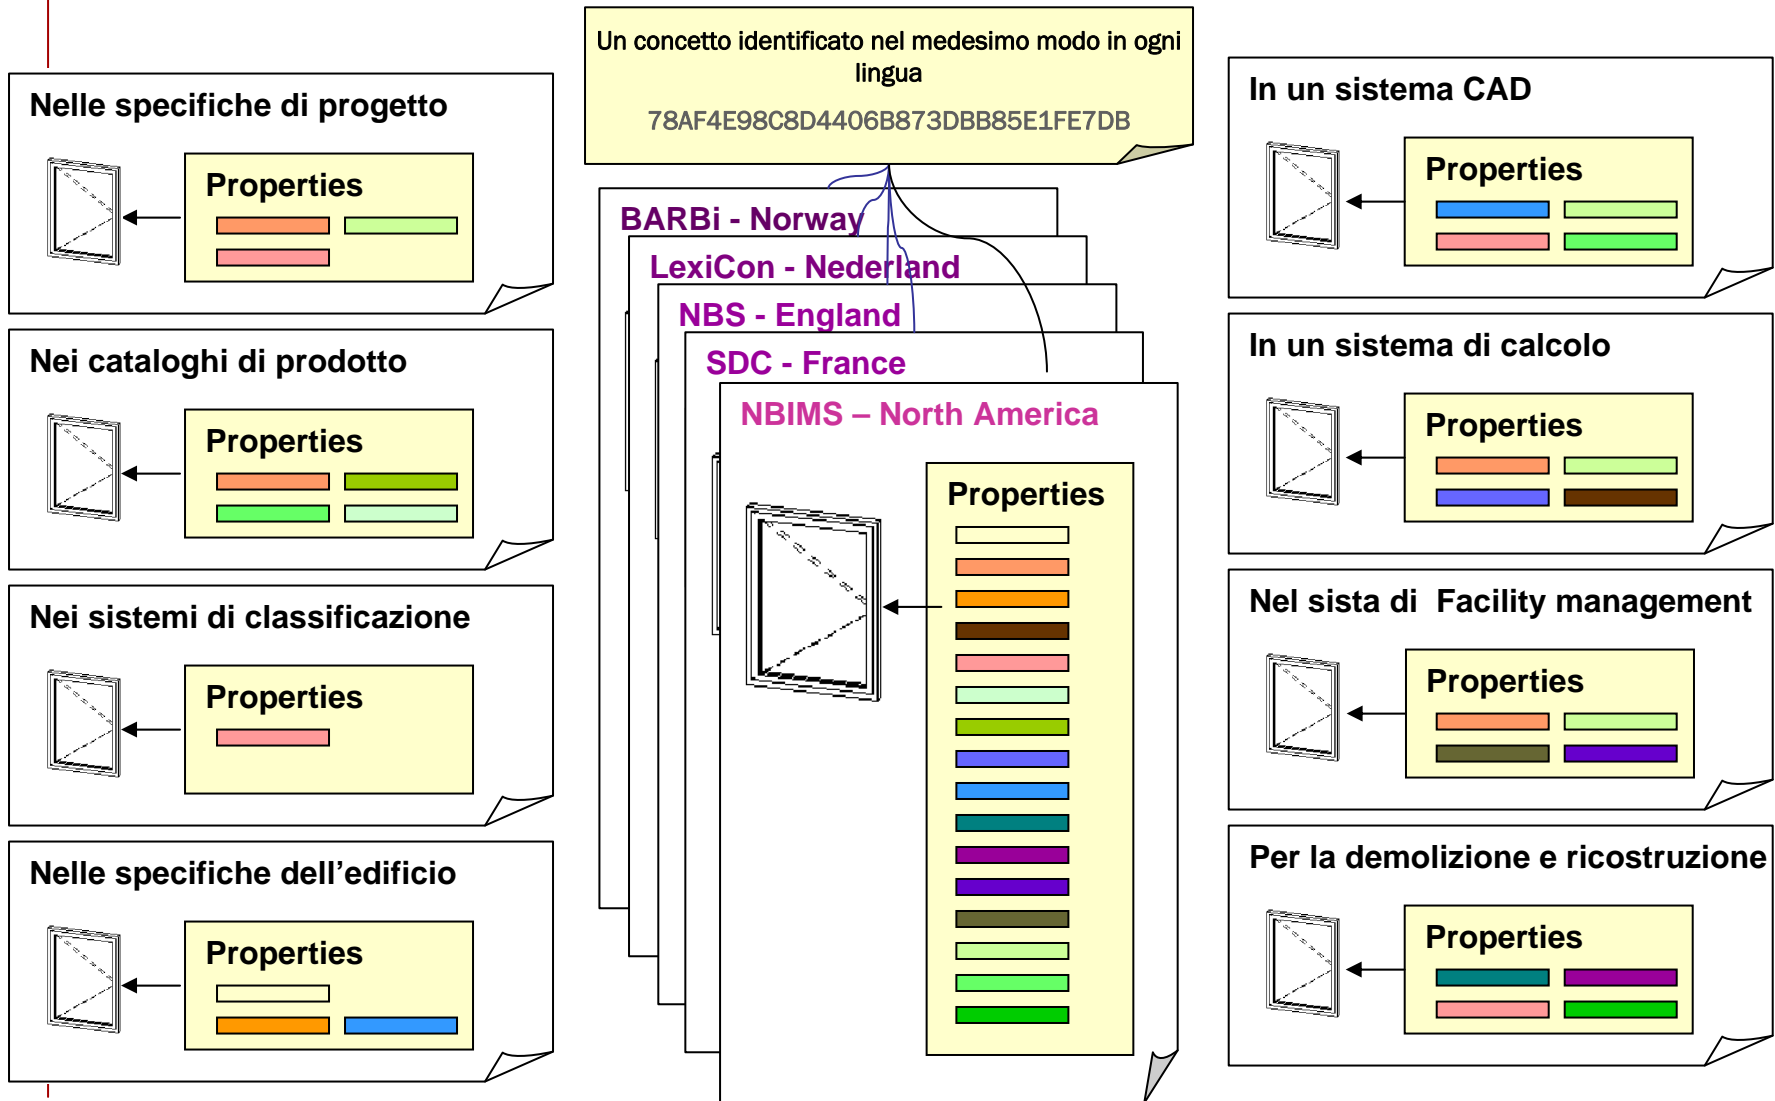 Nelle specifiche di progetto
Properties
Nei cataloghi di prodotto
Properties
Nei sistemi di classificazione
Properties
Nelle specifiche dell'edificio
Properties
Un concetto identificato nel medesimo modo in ogni
lingua
78AF4E98C8D4406B873DBB85E1FE7DB
BARBi - Norway
LexiCon - Nederland
NBS - England
SDC - France
NBIMS – North America
Properties
In un sistema CAD
Properties
In un sistema di calcolo
Properties
Nel sista di  Facility management
Properties
Per la demolizione e ricostruzione
Properties